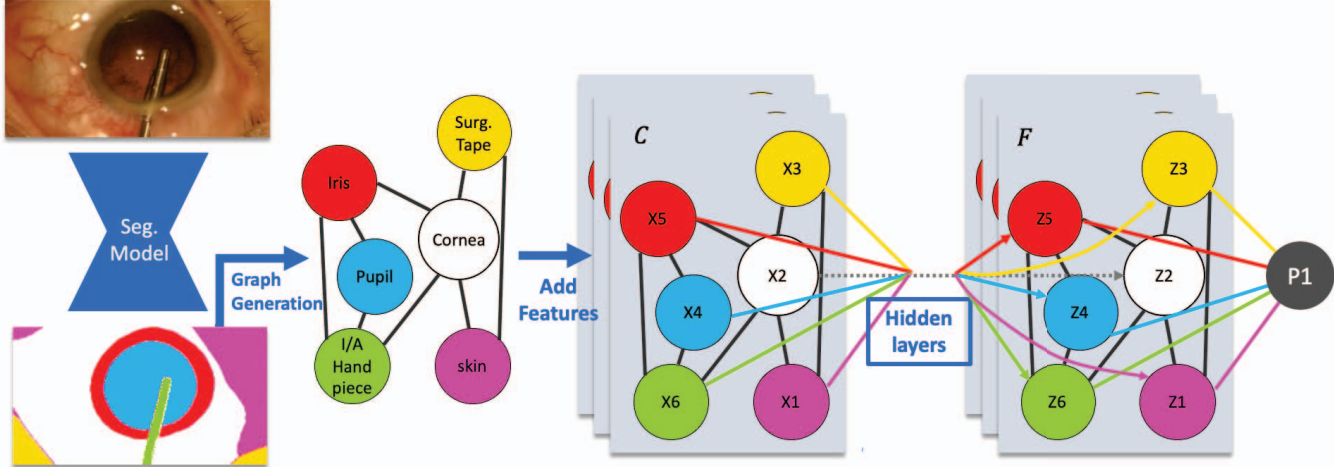 Seg.
Model
Graph
Generation
Surg.
Tape
Iris
Cornea
Pupil
I/A
Hand
piece
skin
Add
Features
C
X3
X5
X2
X4
X6
X1
Hidden
layers
F
Z3
Z5
Z2
Z4
Z6
Z1
P1